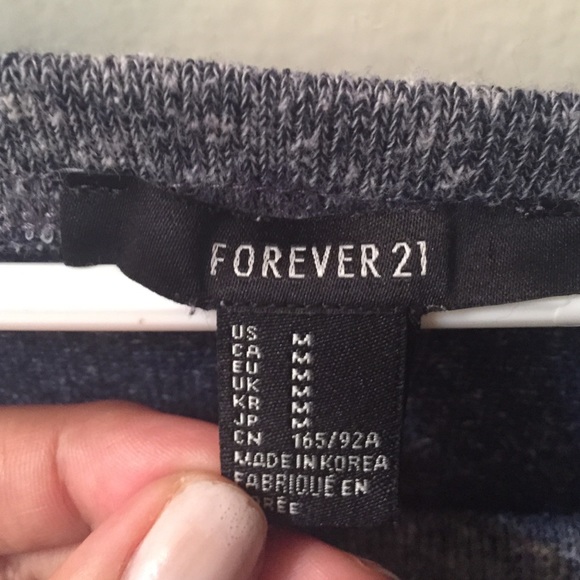 FOREVER 21
US M
CA M
EU M
UK M
KR M
JP M
CN 165/92A
MADE IN KOREA
FABRIQUÉ EN